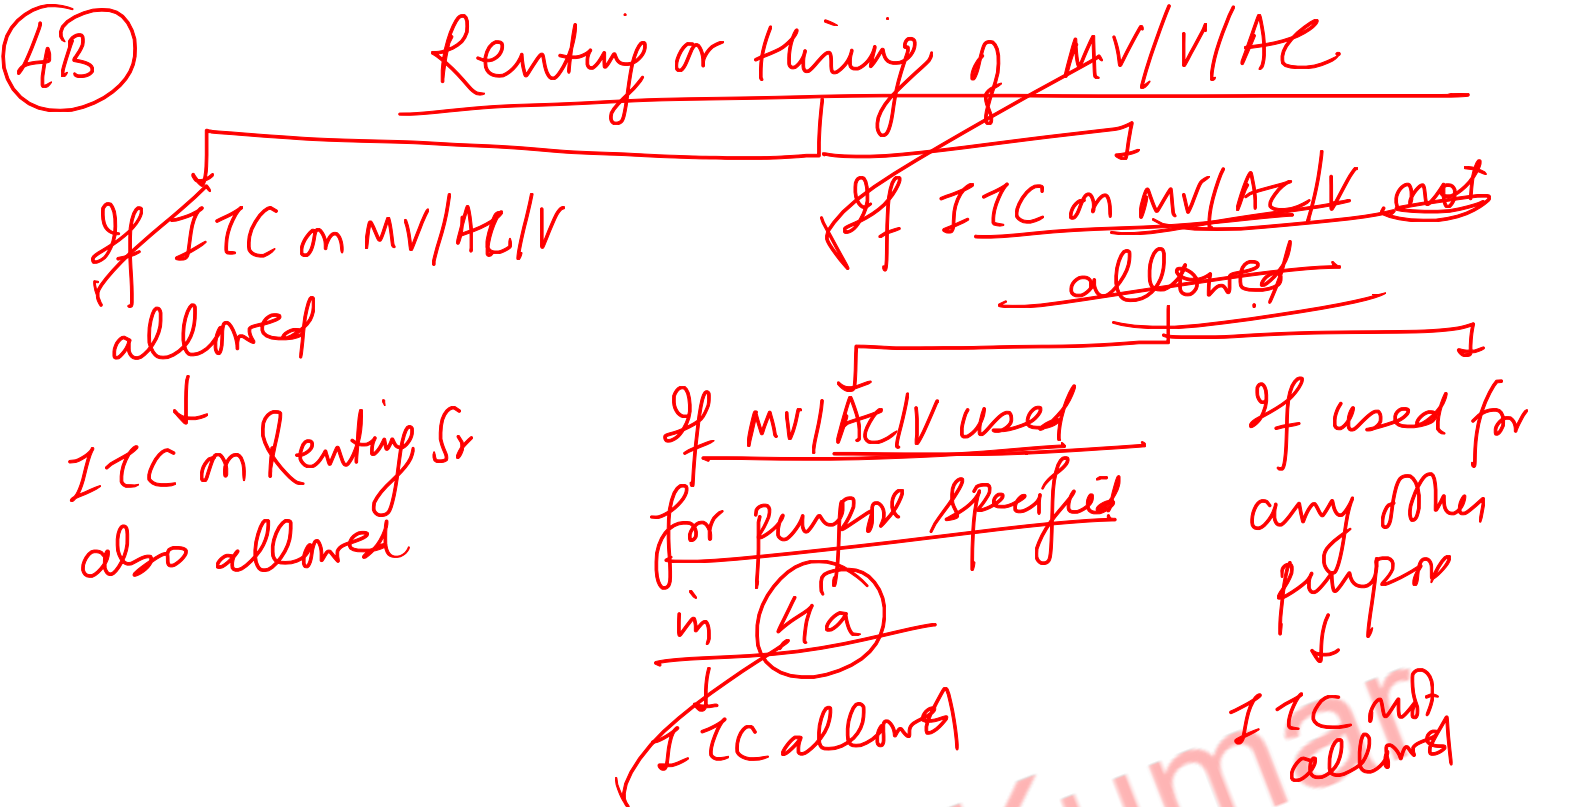 4B
Renting or Hiring of MV/V/AC
If ITC on MV/AC/V
allowed
ITC on Renting Sr
also allowed
If ITC on MV/AC/V not
allowed
If MV/AC/V used
for purpose specified
in 4a
ITC allowed
If used for
any other
purpose
ITC not
allowed
Kumar